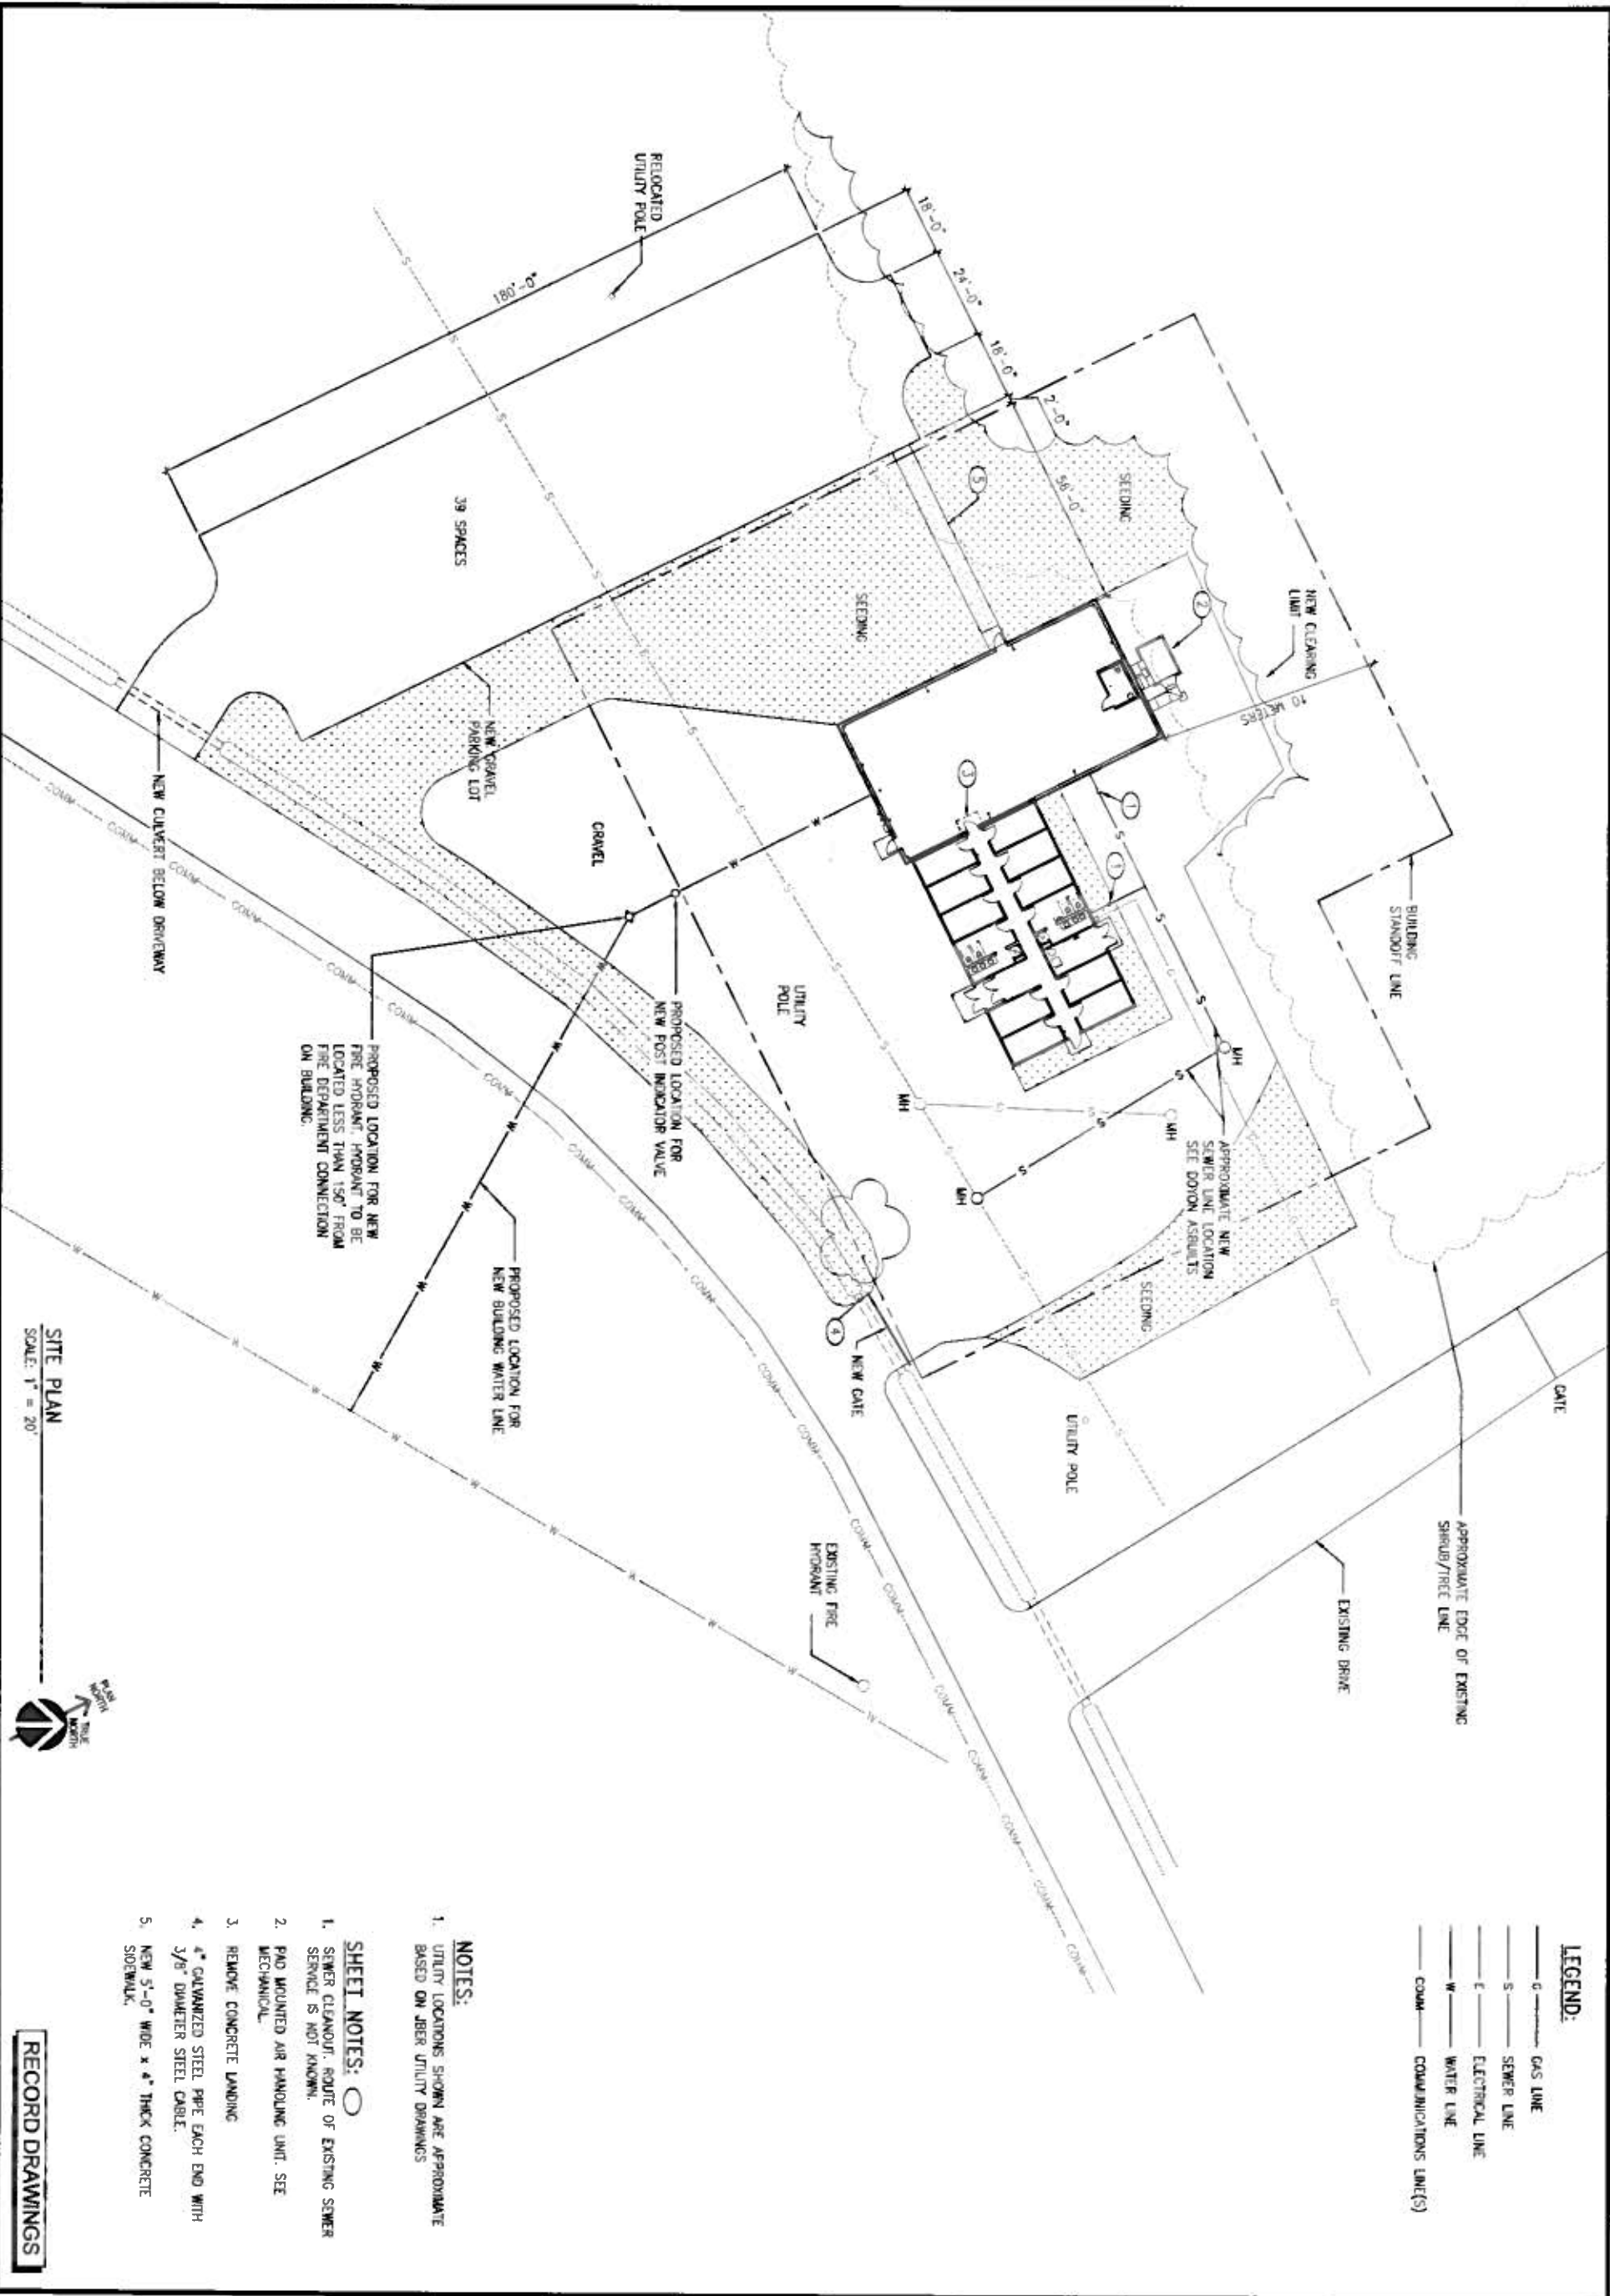 LEGEND:
G GAS LINE
S SEWER LINE
E ELECTRICAL LINE
W WATER LINE
COMM COMMUNICATIONS LINE(S)
NOTES:
1. UTILITY LOCATIONS SHOWN ARE APPROXIMATE
BASED ON JBER UTILITY DRAWINGS
SHEET NOTES:
1. SEWER CLEANOUT. ROUTE OF EXISTING SEWER
SERVICE IS NOT KNOWN.
2. PAD MOUNTED AIR HANDLING UNIT. SEE
MECHANICAL.
3. REMOVE CONCRETE LANDING
4. 4" GALVANIZED STEEL PIPE EACH END WITH
3/8" DIAMETER STEEL CABLE.
5. NEW 5'-0" WIDE x 4" THICK CONCRETE
SIDEWALK.
RECORD DRAWINGS
GATE
APPROXIMATE EDGE OF EXISTING
SHRUB/TREE LINE
EXISTING DRIVE
BUILDING
STANDOFF LINE
NEW CLEARING
LIMIT
10 METERS
SEEDING
2
1
1
MH
MH
APPROXIMATE NEW
SEWER LINE LOCATION
SEE DOYON ASBUILTS
SEEDING
UTILITY POLE
18'-0"
24'-0"
18'-0"
2'-0"
58'-0"
5
3
SEEDING
MH
MH
UTILITY
POLE
4
NEW GATE
EXISTING FIRE
HYDRANT
RELOCATED
UTILITY POLE
180'-0"
39 SPACES
NEW GRAVEL
PARKING LOT
GRAVEL
PROPOSED LOCATION FOR
NEW POST INDICATOR VALVE
PROPOSED LOCATION FOR
NEW BUILDING WATER LINE
PROPOSED LOCATION FOR NEW
FIRE HYDRANT. HYDRANT TO BE
LOCATED LESS THAN 150' FROM
FIRE DEPARTMENT CONNECTION
ON BUILDING.
NEW CULVERT BELOW DRIVEWAY
SITE PLAN
SCALE: 1" = 20'
PLAN
NORTH
TRUE
NORTH